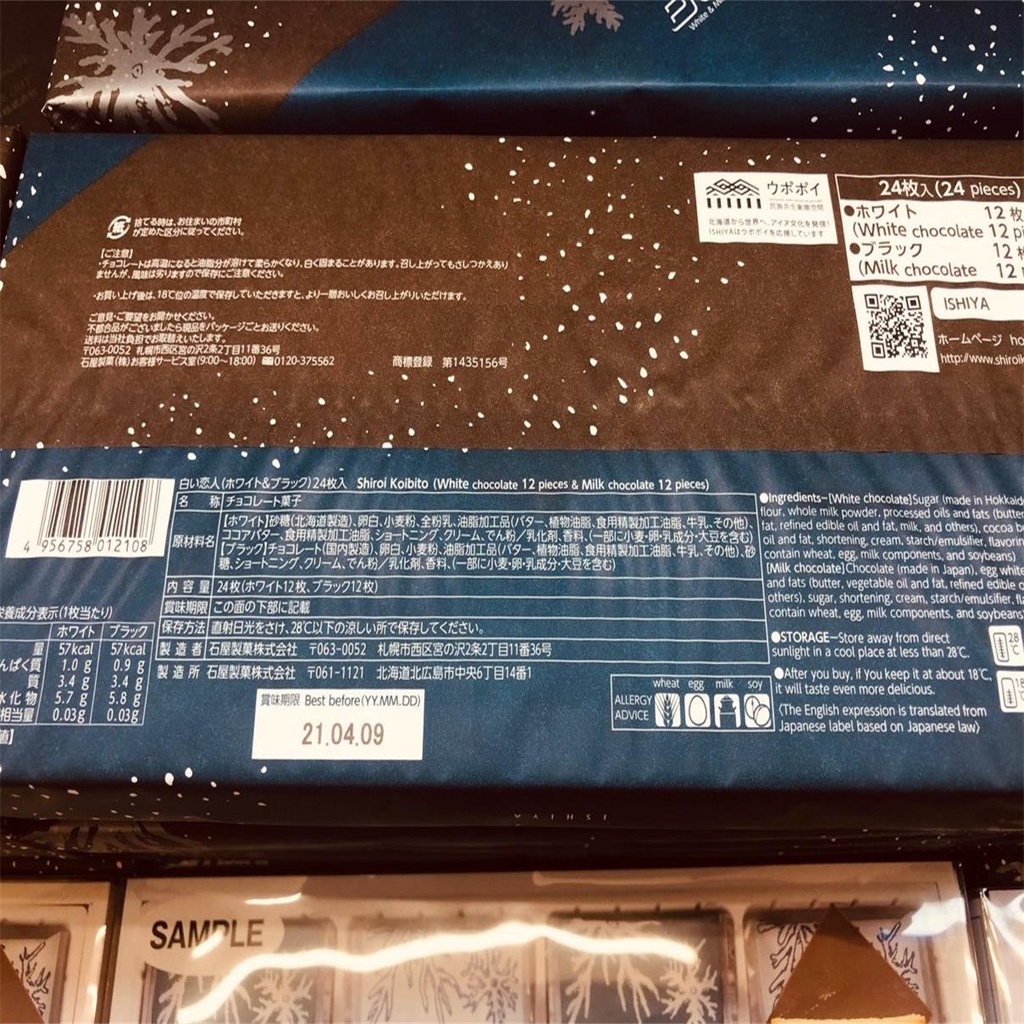 White & M
捨てる時は、お住まいの市町村
が定めた区分に従ってください。
【ご注意】
・チョコレートは高温になると油脂分が溶けて柔らかくなり、白く固まることがあります。召し上がってもさしつかえあり
ませんが、風味は劣りますので保存にご注意ください。
・お買い上げ後は、18℃位の温度で保存していただきますと、より一層おいしくお召し上がりいただけます。
ご意見・ご要望をお聞かせください。
不都合品がございましたら現品をパッケージごとお送りください。
送料は当社負担でお取替えいたします。
〒063-0052 札幌市西区宮の沢2条2丁目11番36号
石屋製菓(株)お客様サービス室(9:00~18:00) 0120-375562 商標登録 第1435156号
ウポポイ
民族共生象徴空間
北海道から世界へ、アイヌ文化を発信!
ISHIYAはウポポイを応援しています
24枚入(24 pieces)
●ホワイト 12枚
(White chocolate 12 pi
●ブラック 12
(Milk chocolate 12
ISHIYA
ホームページ ho
http://www.shiroi
4 956758 012108
白い恋人(ホワイト&ブラック)24枚入 Shiroi Koibito (White chocolate 12 pieces & Milk chocolate 12 pieces)
名称 チョコレート菓子
原材料名 【ホワイト】砂糖(北海道製造)、卵白、小麦粉、全粉乳、油脂加工品(バター、植物油脂、食用精製加工油脂、牛乳、その他)、
ココアバター、食用精製加工油脂、ショートニング、クリーム、でん粉/乳化剤、香料、(一部に小麦・卵・乳成分・大豆を含む)
【ブラック】チョコレート(国内製造)、卵白、小麦粉、油脂加工品(バター、植物油脂、食用精製加工油脂、牛乳、その他)、砂
糖、ショートニング、クリーム、でん粉/乳化剤、香料、(一部に小麦・卵・乳成分・大豆を含む)
内容量 24枚(ホワイト12枚、ブラック12枚)
賞味期限 この面の下部に記載
保存方法 直射日光をさけ、28℃以下の涼しい所で保存してください。
製造者 石屋製菓株式会社 〒063-0052 札幌市西区宮の沢2条2丁目11番36号
製造所 石屋製菓株式会社 〒061-1121 北海道北広島市中央6丁目14番1
栄養成分表示(1枚当たり)
ホワイト ブラック
量 57kcal 57kcal
んぱく質 1.0g 0.9g
質 3.4g 3.4g
水化物 5.7g 5.8g
相当量 0.03g 0.03g
値】
賞味期限 Best before(YY.MM.DD)
21.04.09
●Ingredients–[White chocolate]Sugar (made in Hokkaido
flour, whole milk powder, processed oils and fats (butter
fat, refined edible oil and fat, milk, and others), cocoa b
oil and fat, shortening, cream, starch/emulsifier, flavorin
contain wheat, egg, milk components, and soybeans)
[Milk chocolate]Chocolate (made in Japan), egg white
and fats (butter, vegetable oil and fat, refined edible o
others), sugar, shortening, cream, starch/emulsifier, fla
contain wheat, egg, milk components, and soybeans
●STORAGE–Store away from direct
sunlight in a cool place at less than 28℃.
28℃
●After you buy, if you keep it at about 18℃,
it will taste even more delicious.
18
〈The English expression is translated from
Japanese label based on Japanese law〉
wheat egg milk soy
ALLERGY
ADVICE
ISHIYA
SAMPLE